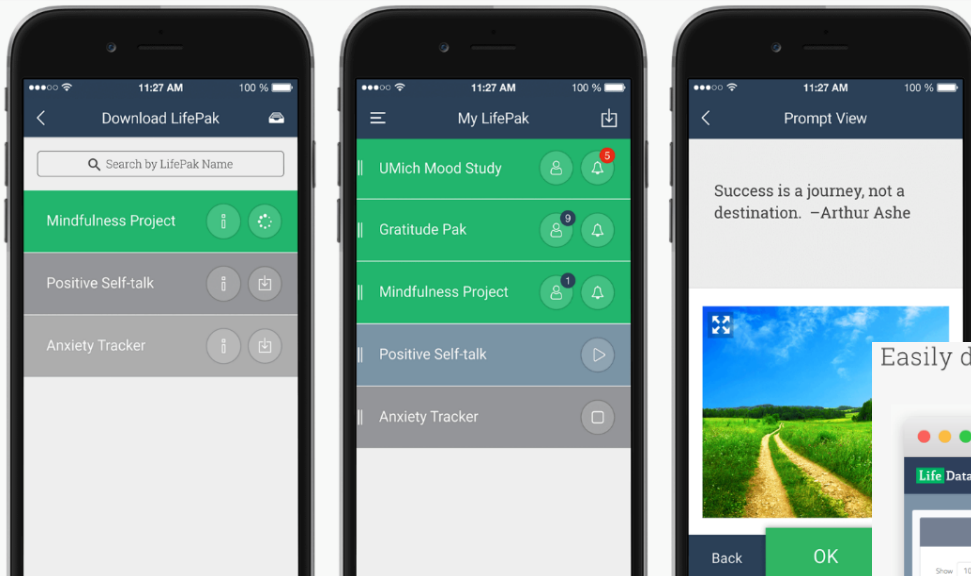 11:27 AM
100 %
Download LifePak
Search by LifePak Name
Mindfulness Project
Positive Self-talk
Anxiety Tracker
11:27 AM
100 %
My LifePak
UMich Mood Study
5
Gratitude Pak
9
Mindfulness Project
1
Positive Self-talk
Anxiety Tracker
11:27 AM
100 %
Prompt View
Success is a journey, not a
destination. –Arthur Ashe
Back
OK
Easily d
Life Data
Show 10